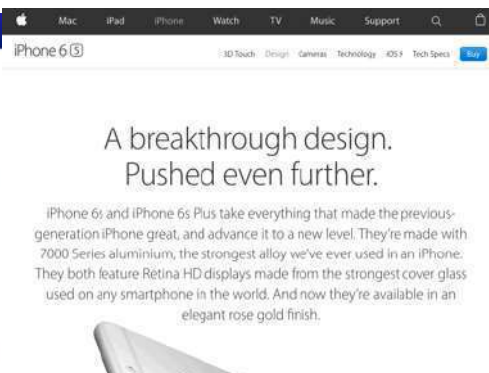 Mac iPad iPhone Watch TV Music Support
iPhone 6S
3D Touch Design Cameras Technology iOS 9 Tech Specs Buy
A breakthrough design.
Pushed even further.
iPhone 6s and iPhone 6s Plus take everything that made the previous-
generation iPhone great, and advance it to a new level. They're made with
7000 Series aluminium, the strongest alloy we've ever used in an iPhone.
They both feature Retina HD displays made from the strongest cover glass
used on any smartphone in the world. And now they're available in an
elegant rose gold finish.